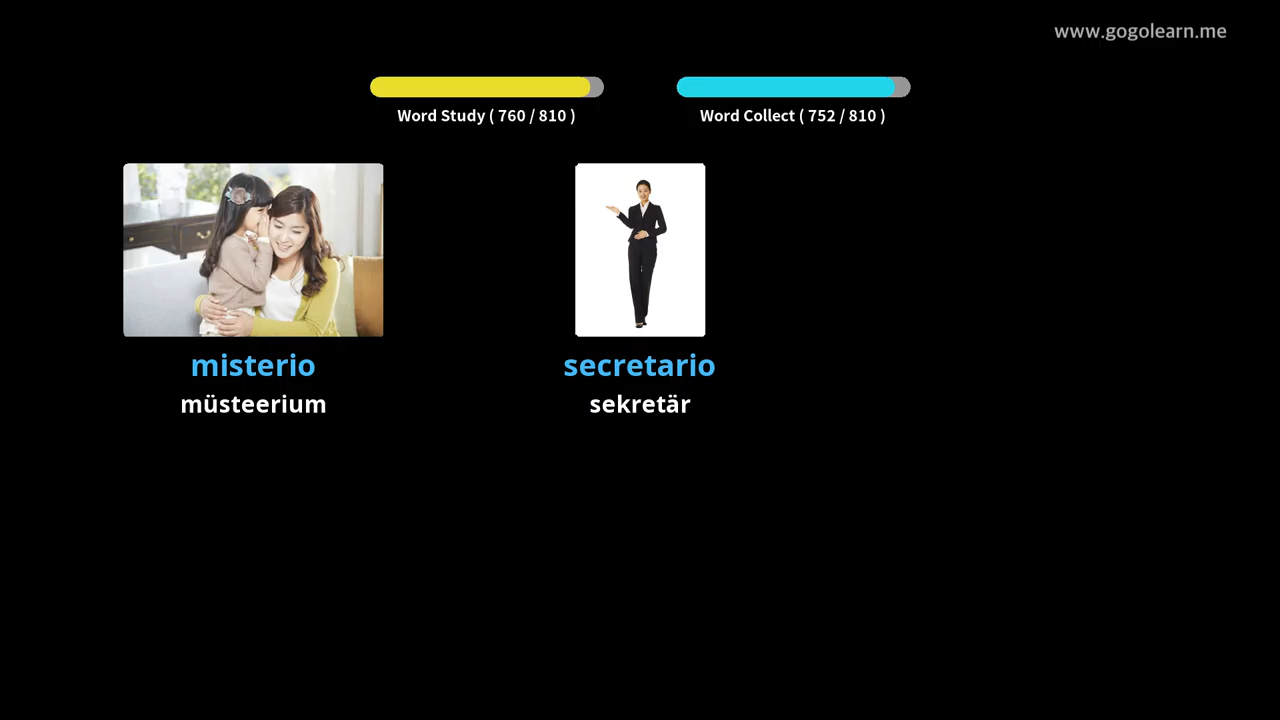 www.gogolearn.me
Word Study ( 760 / 810 )
Word Collect ( 752 / 810 )
misterio
müsteerium
secretario
sekretär